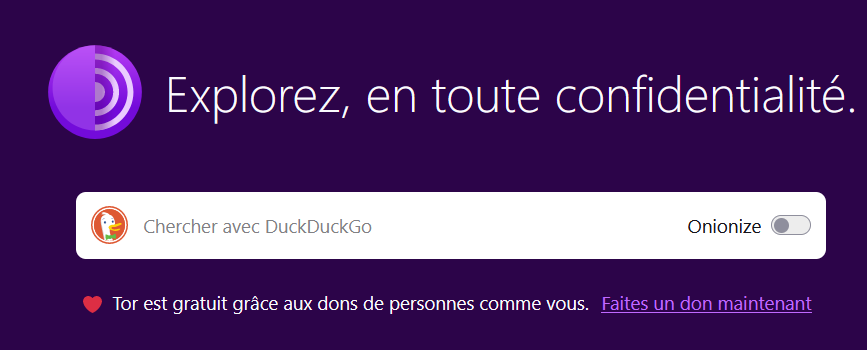 Explorez, en toute confidentialité.
Chercher avec DuckDuckGo Onionize
Tor est gratuit grâce aux dons de personnes comme vous. Faites un don maintenant